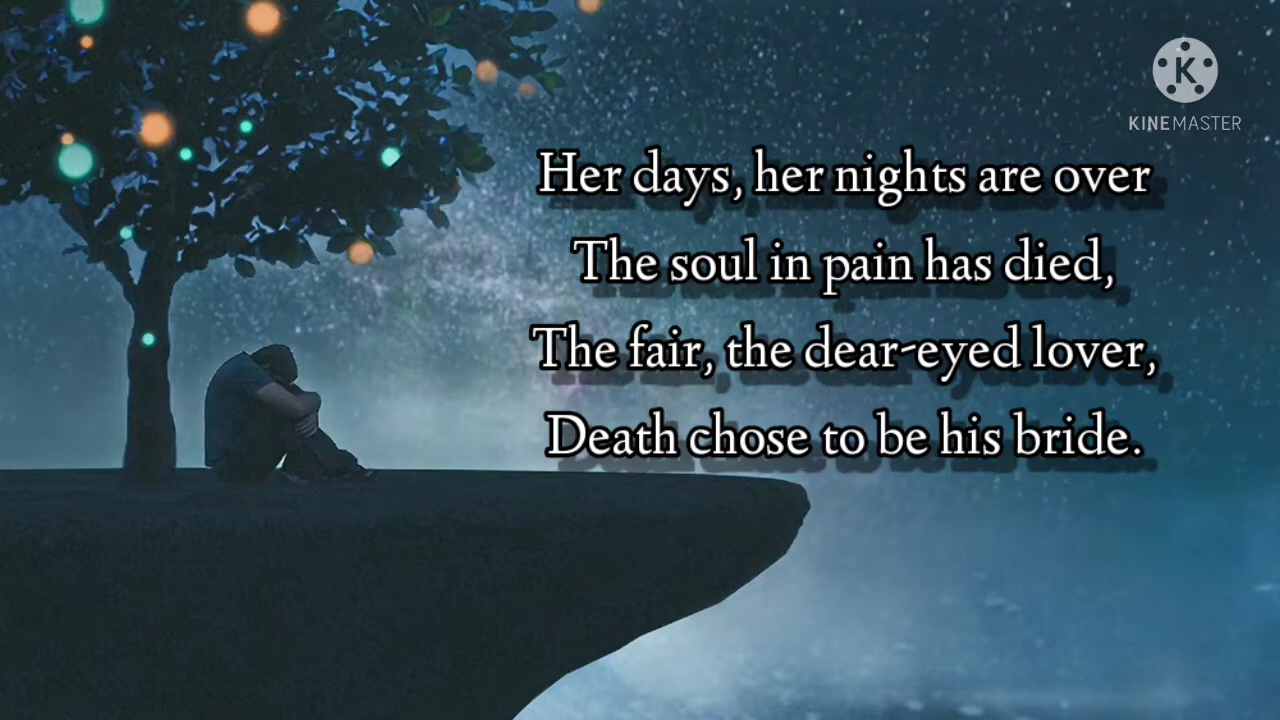 KINEMASTER
Her days, her nights are over
The soul in pain has died,
The fair, the dear-eyed lover,
Death chose to be his bride.